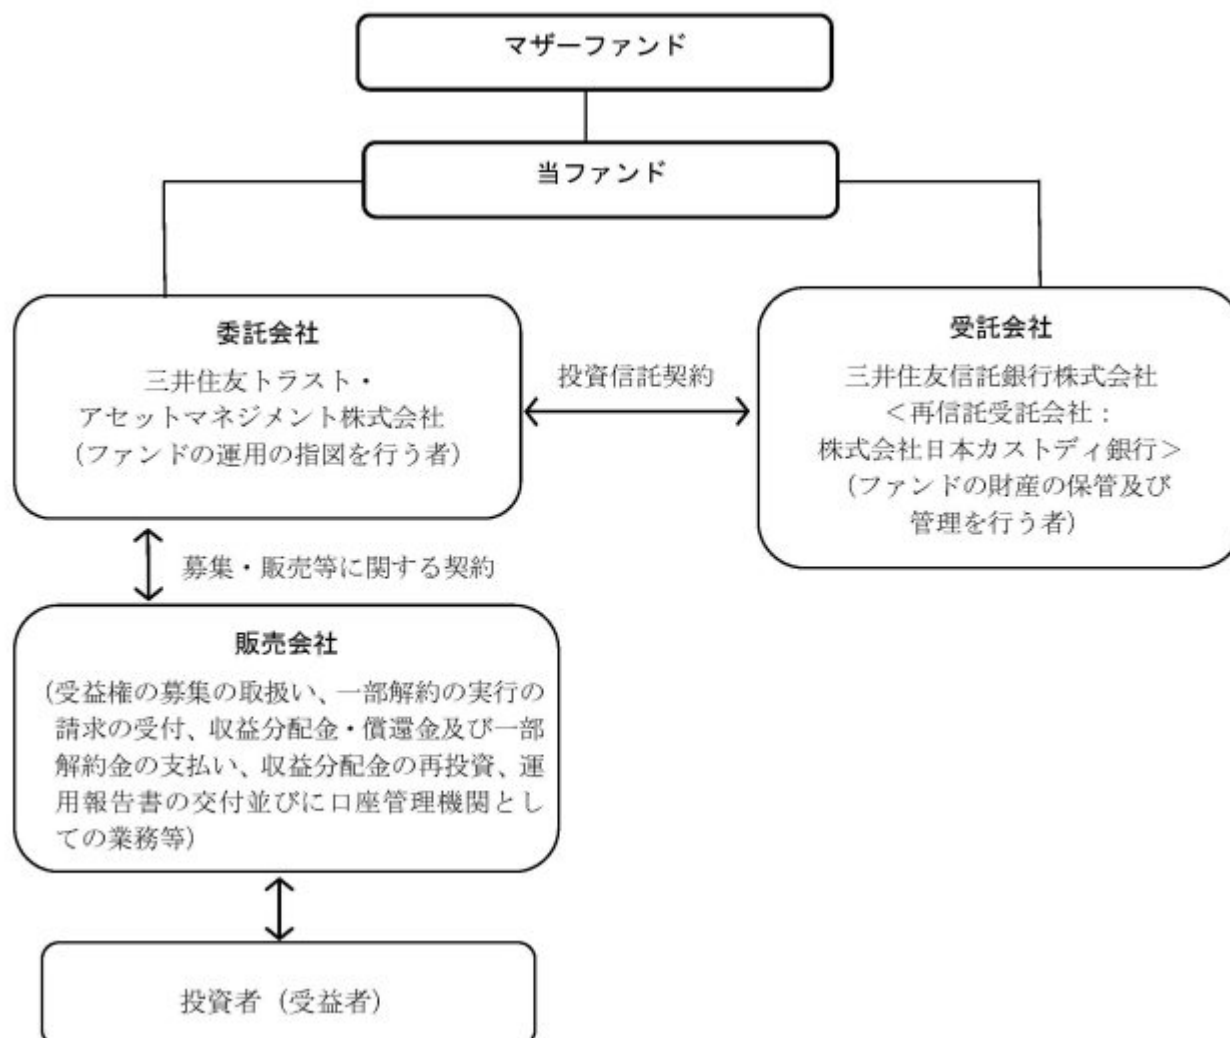 マザーファンド
当ファンド
委託会社
三井住友トラスト・
アセットマネジメント株式会社
（ファンドの運用の指図を行う者）
投資信託契約
受託会社
三井住友信託銀行株式会社
＜再信託受託会社：
株式会社日本カストディ銀行＞
（ファンドの財産の保管及び
管理を行う者）
募集・販売等に関する契約
販売会社
（受益権の募集の取扱い、一部解約の実行の
請求の受付、収益分配金・償還金及び一部
解約金の支払い、収益分配金の再投資、運
用報告書の交付並びに口座管理機関とし
ての業務等）
投資者（受益者）